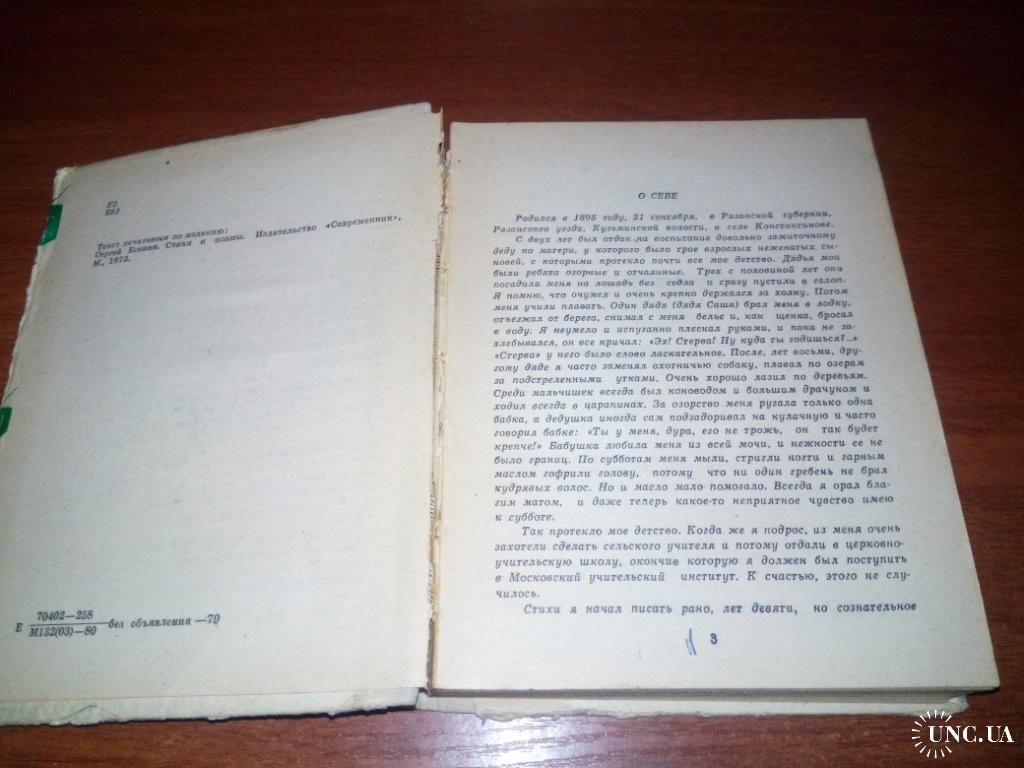 Р2
Е82
Текст печатается по изданию:
Сергей Есенин. Стихи и поэмы. Издательство «Современник»,
М., 1973.
Е 70402—258
М132(03)—80 без объявления —79
О СЕБЕ
Родился в 1895 году, 21 сентября, в Рязанской губернии,
Рязанского уезда, Кузьминской волости, в селе Константинове.
С двух лет был отдан на воспитание довольно зажиточному
деду по матери, у которого было трое взрослых неженатых сы-
новей, с которыми протекло почти все мое детство. Дядья мои
были ребята озорные и отчаянные. Трех с половиной лет они
посадили меня на лошадь без седла и сразу пустили в галоп.
Я помню, что очумел и очень крепко держался за холку. Потом
меня учили плавать. Один дядя (дядя Саша) брал меня в лодку,
отъезжал от берега, снимал с меня белье и, как щенка, бросал
в воду. Я неумело и испуганно плескал руками, и пока не за-
хлебывался, он все кричал: «Эх! Стерва! Ну куда ты годишься?..»
«Стерва» у него было слово ласкательное. После, лет восьми, дру-
гому дяде я часто заменял охотничью собаку, плавал по озерам
за подстреленными утками. Очень хорошо лазил по деревьям.
Среди мальчишек всегда был коноводом и большим драчуном и
ходил всегда в царапинах. За озорство меня ругала только одна
бабка, а дедушка иногда сам подзадоривал на кулачную и часто
говорил бабке: «Ты у меня, дура, его не трожь, он так будет
крепче!» Бабушка любила меня из всей мочи, и нежности ее не
было границ. По субботам меня мыли, стригли ногти и гарным
маслом гофрили голову, потому что ни один гребень не брал
кудрявых волос. Но и масло мало помогало. Всегда я орал бла-
гим матом, и даже теперь какое-то неприятное чувство имею
к субботе.
Так протекло мое детство. Когда же я подрос, из меня очень
захотели сделать сельского учителя и потому отдали в церковно-
учительскую школу, окончив которую я должен был поступить
в Московский учительский институт. К счастью, этого не слу-
чилось.
Стихи я начал писать рано, лет девяти, но сознательное
3
UNC.UA